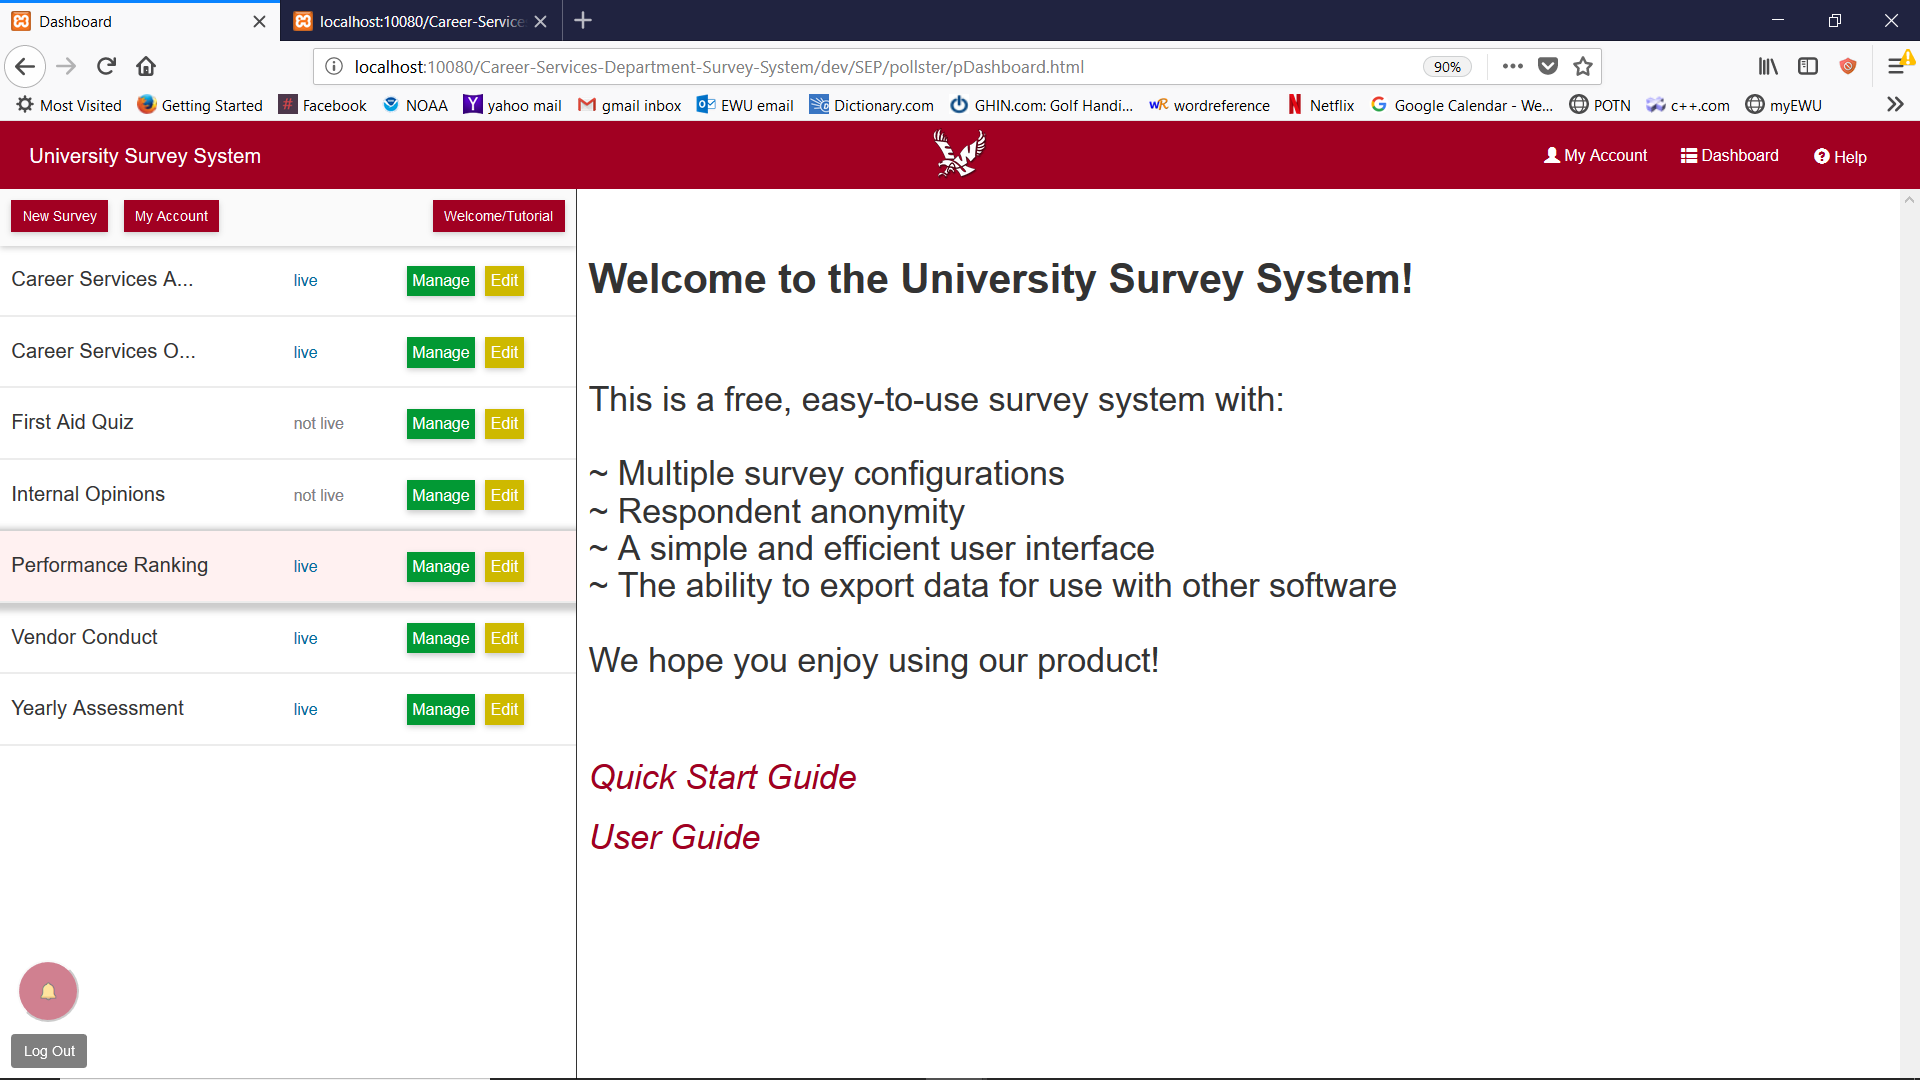 Dashboard
localhost:10080/Career-Service
localhost:10080/Career-Services-Department-Survey-System/dev/SEP/pollster/pDashboard.html
90%
Most Visited
Getting Started
Facebook
NOAA
yahoo mail
gmail inbox
EWU email
Dictionary.com
GHIN.com: Golf Handi...
wordreference
Netflix
Google Calendar - We...
POTN
c++.com
myEWU
University Survey System
My Account
Dashboard
Help
New Survey
My Account
Welcome/Tutorial
Career Services A... live Manage Edit
Career Services O... live Manage Edit
First Aid Quiz not live Manage Edit
Internal Opinions not live Manage Edit
Performance Ranking live Manage Edit
Vendor Conduct live Manage Edit
Yearly Assessment live Manage Edit
Log Out
Welcome to the University Survey System!
This is a free, easy-to-use survey system with:
~ Multiple survey configurations
~ Respondent anonymity
~ A simple and efficient user interface
~ The ability to export data for use with other software
We hope you enjoy using our product!
Quick Start Guide
User Guide